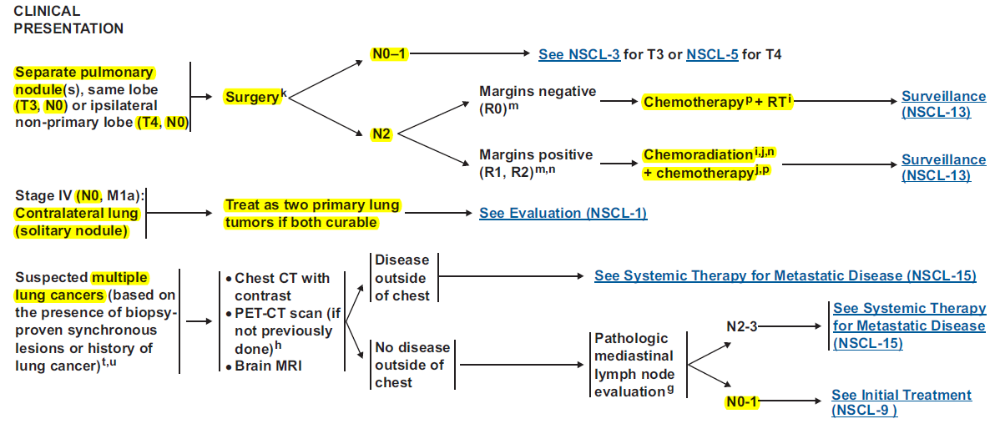 CLINICAL
PRESENTATION
Separate pulmonary
nodule(s), same lobe
(T3, N0) or ipsilateral
non-primary lobe (T4, N0)
Surgeryk
N0–1
See NSCL-3 for T3 or NSCL-5 for T4
N2
Margins negative
(R0)m
Chemotherapyp + RTi
Surveillance
(NSCL-13)
Margins positive
(R1, R2)m,n
Chemoradiationi,j,n
+ chemotherapyj,p
Surveillance
(NSCL-13)
Stage IV (N0, M1a):
Contralateral lung
(solitary nodule)
Treat as two primary lung
tumors if both curable
See Evaluation (NSCL-1)
Suspected multiple
lung cancers (based on
the presence of biopsy-
proven synchronous
lesions or history of
lung cancer)t,u
• Chest CT with
contrast
• PET-CT scan (if
not previously
done)h
• Brain MRI
Disease
outside
of chest
See Systemic Therapy for Metastatic Disease (NSCL-15)
No disease
outside of
chest
Pathologic
mediastinal
lymph node
evaluationg
N2-3
See Systemic Therapy
for Metastatic Disease
(NSCL-15)
N0-1
See Initial Treatment
(NSCL-9 )